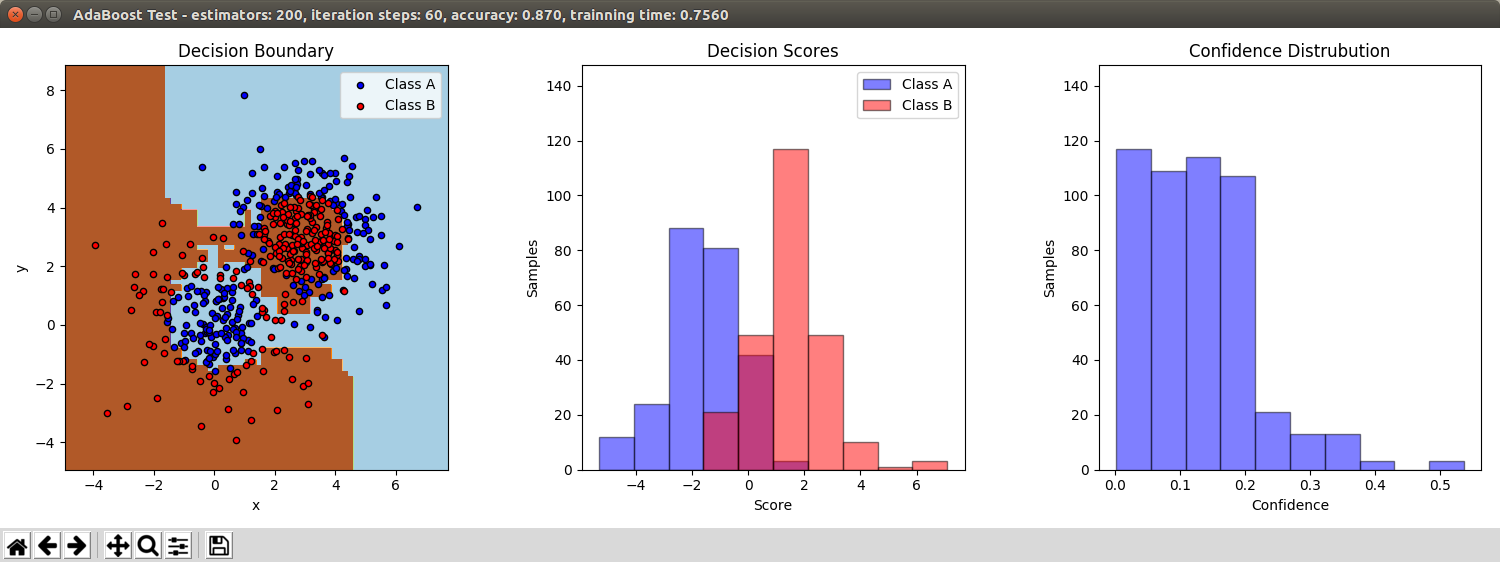 AdaBoost Test - estimators: 200, iteration steps: 60, accuracy: 0.870, trainning time: 0.7560
Decision Boundary
Class A
Class B
8
6
4
2
0
−2
−4
y
−4 −2 0 2 4 6
x
Decision Scores
Class A
Class B
140
120
100
80
60
40
20
0
Samples
−4 −2 0 2 4 6
Score
Confidence Distrubution
140
120
100
80
60
40
20
0
Samples
0.0 0.1 0.2 0.3 0.4 0.5
Confidence